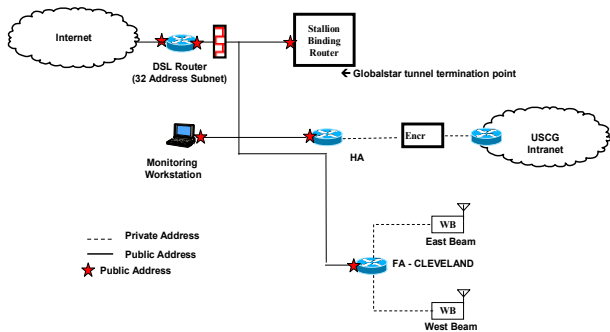 Internet
DSL Router
(32 Address Subnet)
Stallion
Binding
Router
← Globalstar tunnel termination point
Monitoring
Workstation
HA
Encr
USCG
Intranet
WB
East Beam
FA - CLEVELAND
WB
West Beam
Private Address
Public Address
Public Address